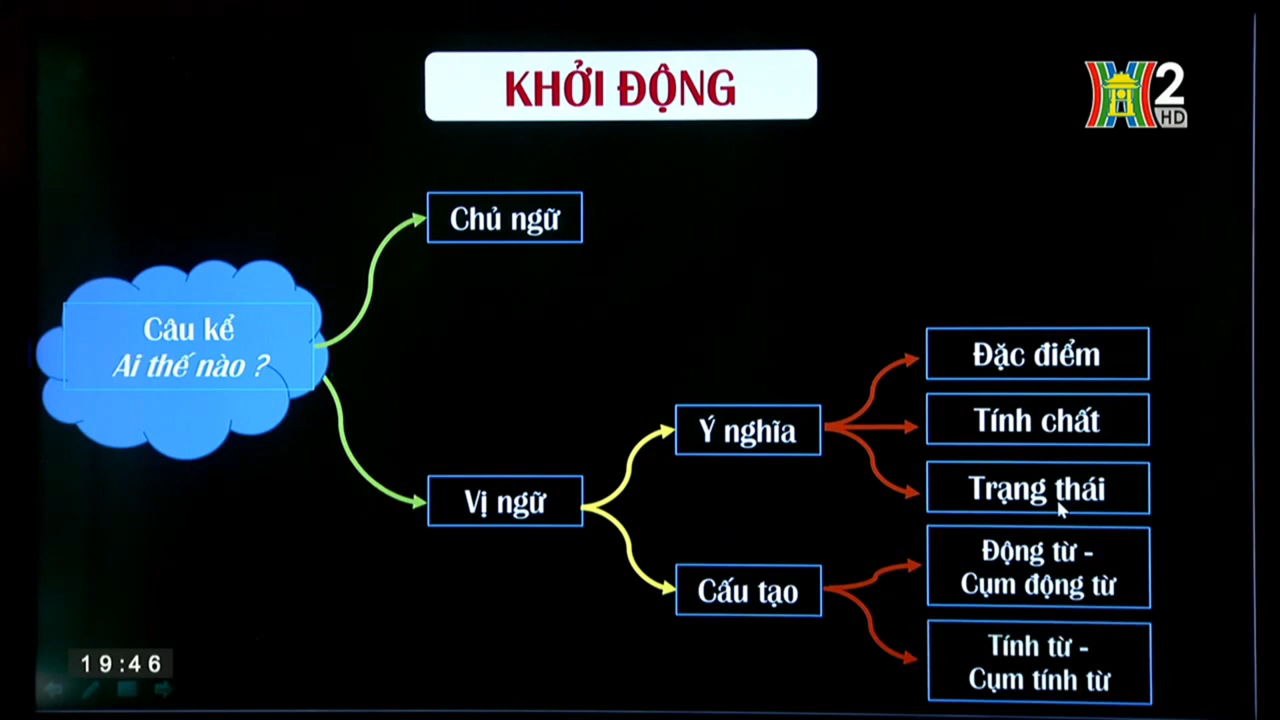 KHỞI ĐỘNG
2
HD
Chủ ngữ
Câu kể
Ai thế nào ?
Đặc điểm
Tính chất
Ý nghĩa
Trạng thái
Vị ngữ
Động từ -
Cụm động từ
Cấu tạo
Tính từ -
Cụm tính từ
19:46